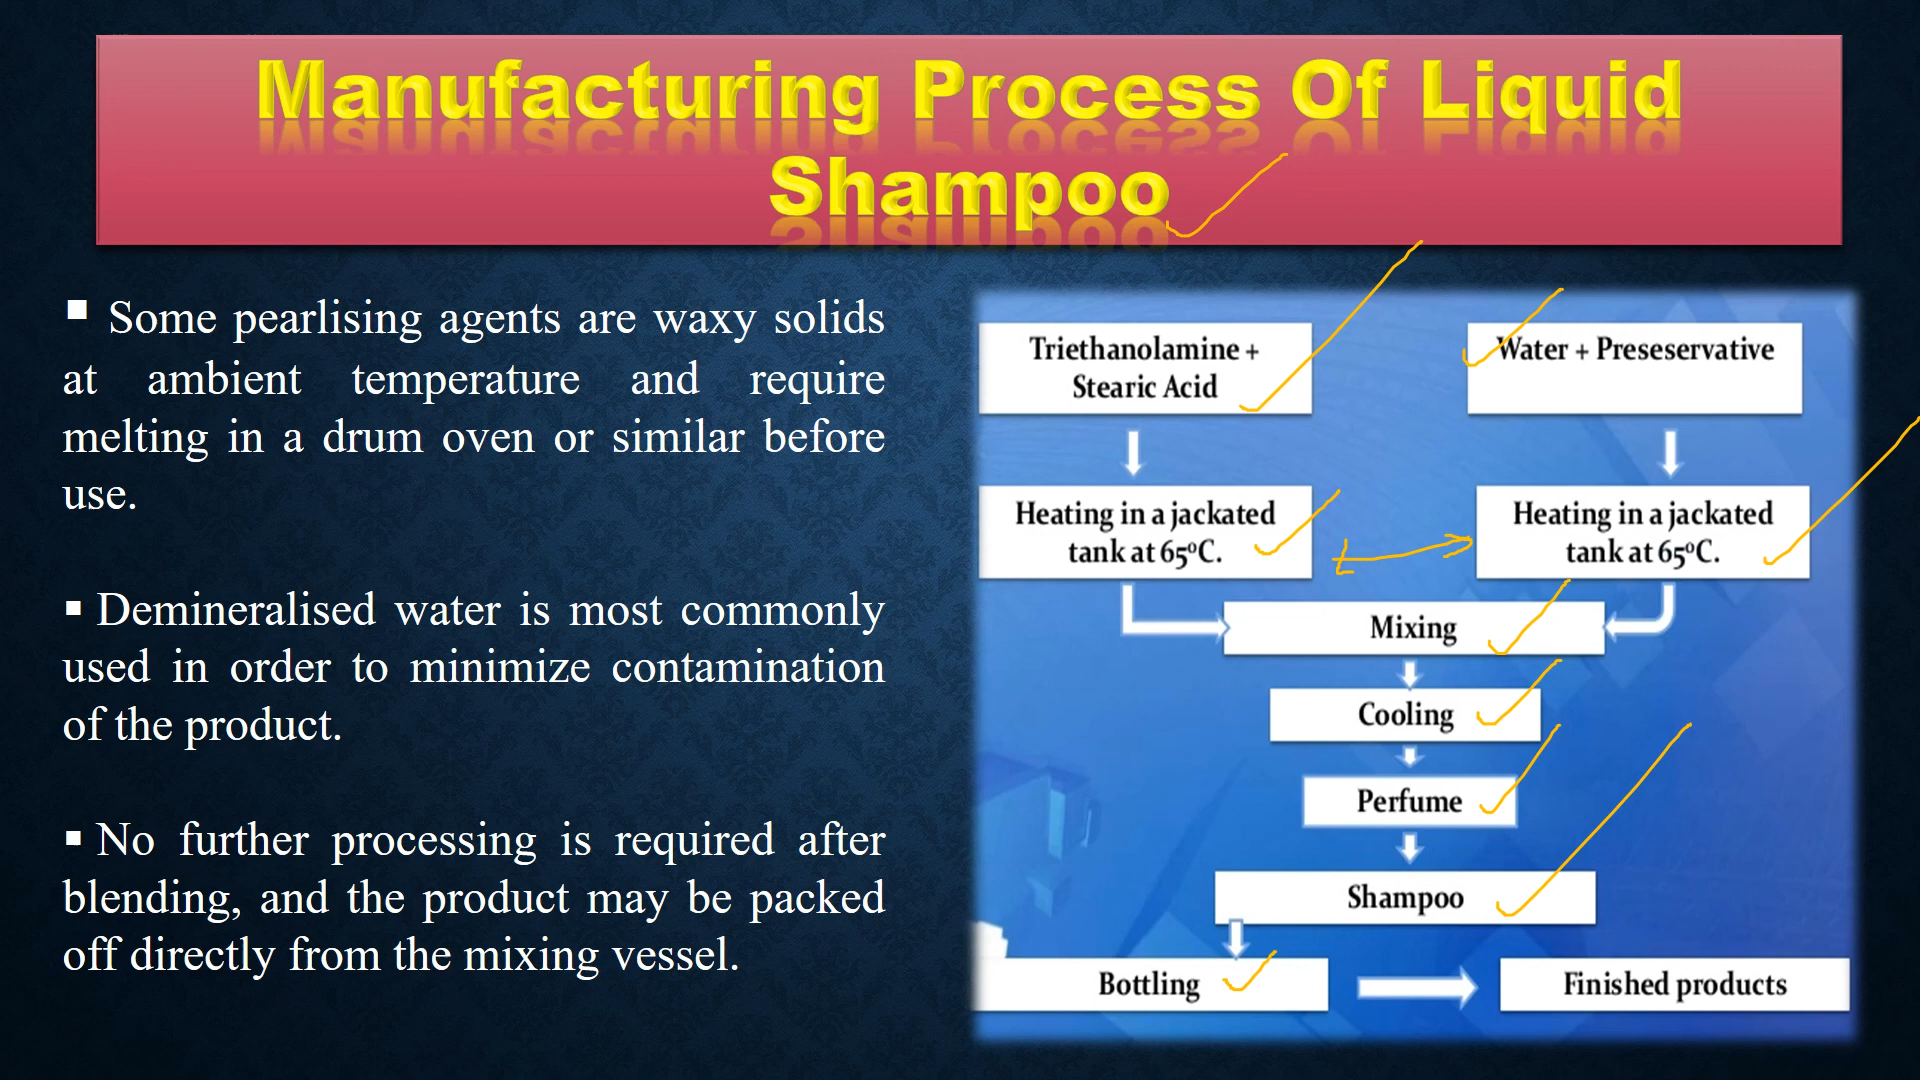 Manufacturing Process Of Liquid
Shampoo
▪ Some pearlising agents are waxy solids
at ambient temperature and require
melting in a drum oven or similar before
use.
▪ Demineralised water is most commonly
used in order to minimize contamination
of the product.
▪ No further processing is required after
blending, and the product may be packed
off directly from the mixing vessel.
Triethanolamine +
Stearic Acid
Water + Preseservative
Heating in a jackated
tank at 65ºC.
Heating in a jackated
tank at 65ºC.
Mixing
Cooling
Perfume
Shampoo
Bottling
Finished products